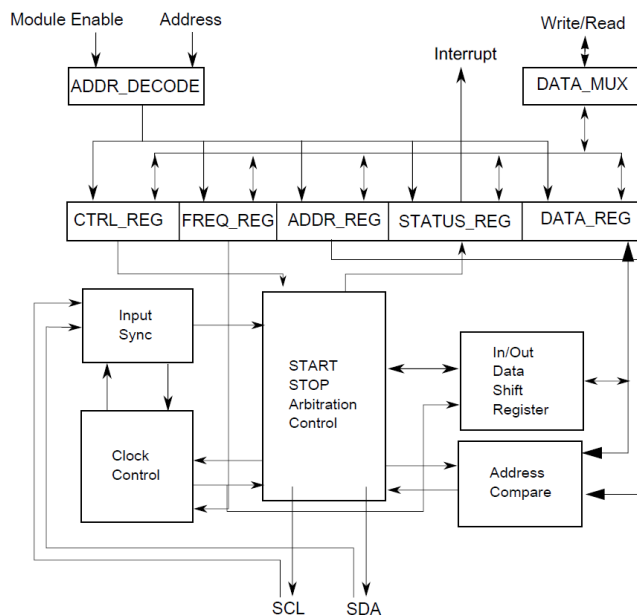 Module Enable
Address
Write/Read
Interrupt
ADDR_DECODE
DATA_MUX
CTRL_REG
FREQ_REG
ADDR_REG
STATUS_REG
DATA_REG
Input
Sync
START
STOP
Arbitration
Control
In/Out
Data
Shift
Register
Clock
Control
Address
Compare
SCL
SDA